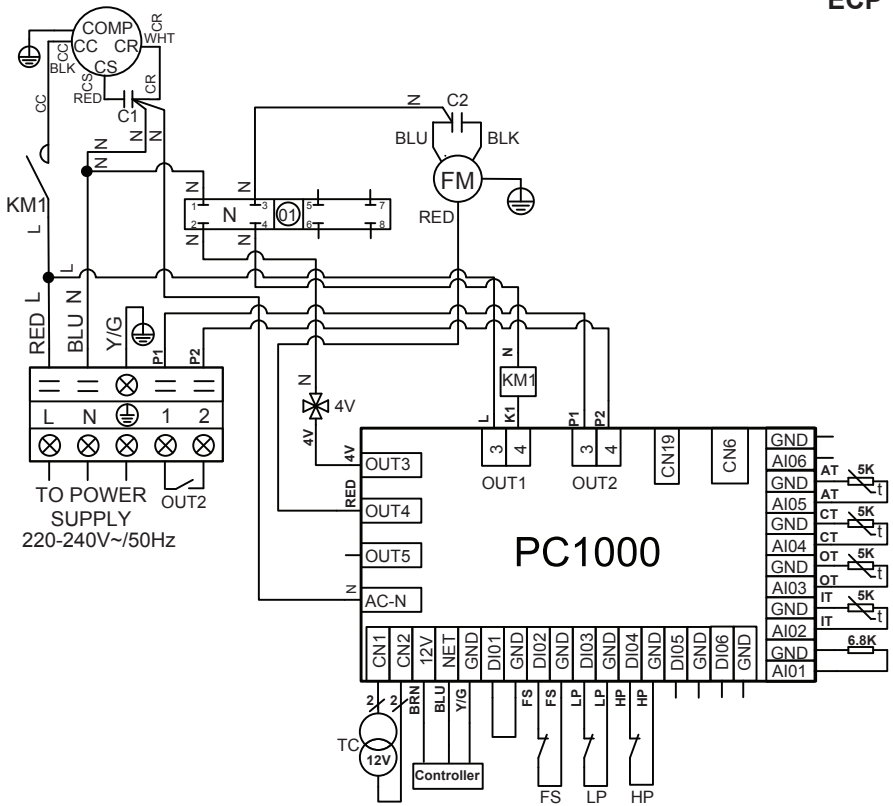 ECP
COMP
CC CR
CS
CR
WHT
CC
BLK
CS
RED
CR
C1
CC
N
N
N
N
N
KM1
L
L
N
N
1 3 5 7
N 01
2 4 6 8
N
N
N
C2
BLU
BLK
FM
RED
RED L
BLU N
Y/G
P1
P2
L N 1 2
TO POWER
SUPPLY
220-240V~/50Hz
OUT2
N
4V
4V
N
KM1
L
K1
P1
P2
3 4
OUT1
3 4
OUT2
CN19
CN6
4V
OUT3
RED
OUT4
OUT5
N
AC-N
PC1000
GND
AI06
GND
AI05
GND
AI04
GND
AI03
GND
AI02
GND
AI01
AT
5K
t
AT
CT
5K
t
CT
OT
5K
t
OT
IT
5K
t
IT
6.8K
CN1
CN2
12V
NET
GND
DI01
GND
DI02
GND
DI03
GND
DI04
GND
DI05
GND
DI06
GND
2 2
BRN
BLU
Y/G
FS
FS
LP
LP
HP
HP
TC
12V
Controller
FS
LP
HP